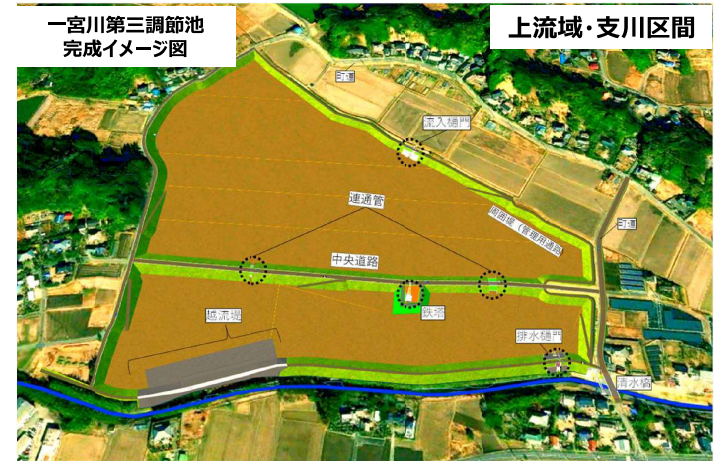 一宮川第三調節池
完成イメージ図
上流域・支川区間
町道
流入樋門
連通管
周囲堤（管理用通路
町道
中央道路
鉄塔
越流堤
排水樋門
清水橋